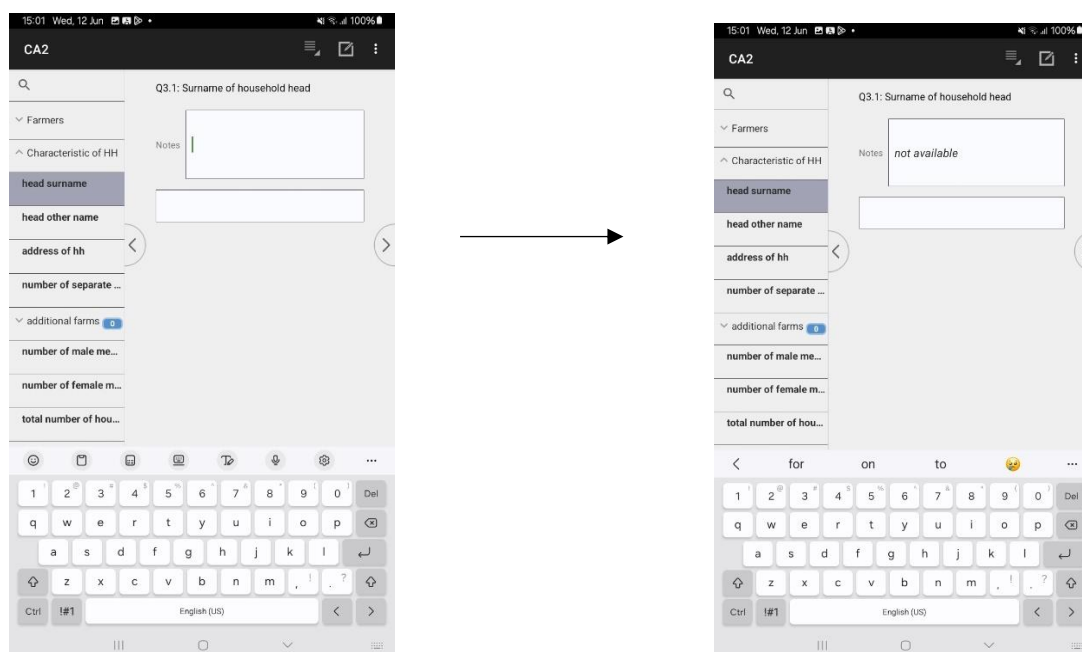 15:01 Wed, 12 Jun
100%
CA2
Q3.1: Surname of household head
Farmers
Notes
Characteristic of HH
head surname
head other name
address of hh
number of separate ...
additional farms 0
number of male me...
number of female m...
total number of hou...
1 2 @ 3 # 4 $ 5 % 6 ^ 7 & 8 * 9 ( 0 ) Del
q w e r t y u i o p
a s d f g h j k l
z x c v b n m , ! . ?
Ctrl !#1 English (US) < >
15:01 Wed, 12 Jun
100%
CA2
Q3.1: Surname of household head
Farmers
Notes not available
Characteristic of HH
head surname
head other name
address of hh
number of separate ...
additional farms 0
number of male me...
number of female m...
total number of hou...
for on to
1 2 @ 3 # 4 $ 5 % 6 ^ 7 & 8 * 9 ( 0 ) Del
q w e r t y u i o p
a s d f g h j k l
z x c v b n m , ! . ?
Ctrl !#1 English (US) < >